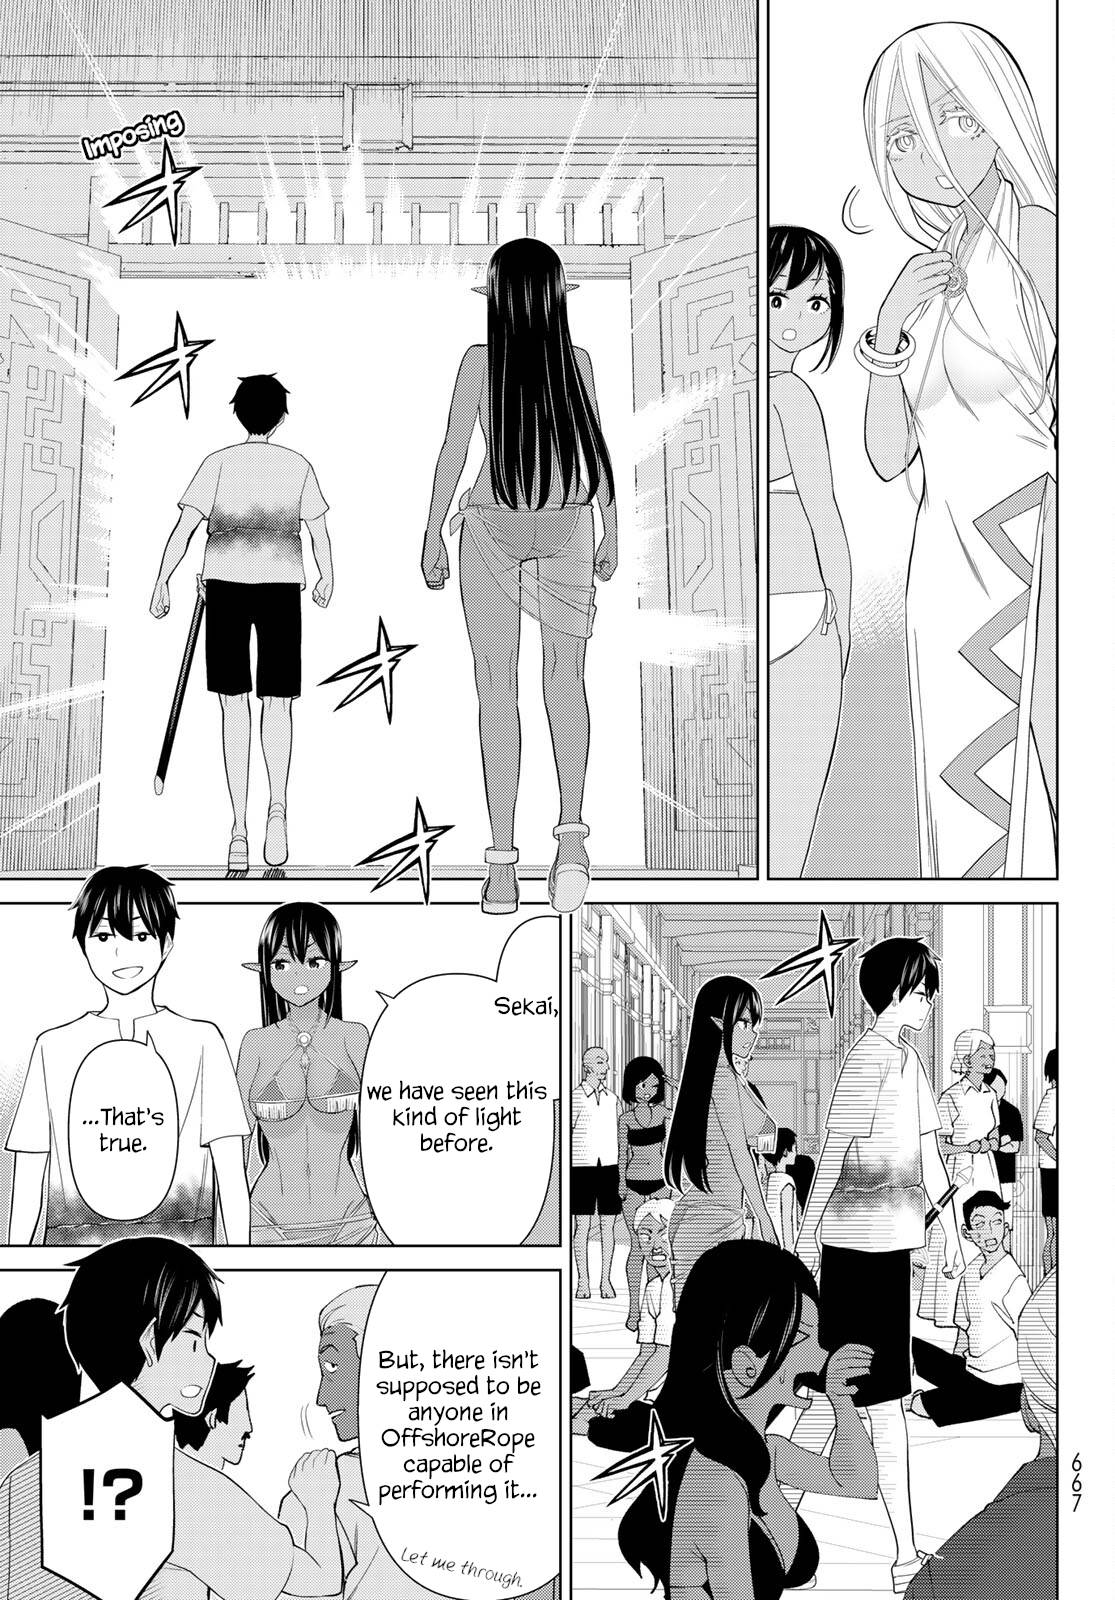 Imposing
Sekai,
we have seen this
kind of light
before.
...That's
true.
But, there isn't
supposed to be
anyone in
OffshoreRope
capable of
performing it...
Let me through.
!?
667